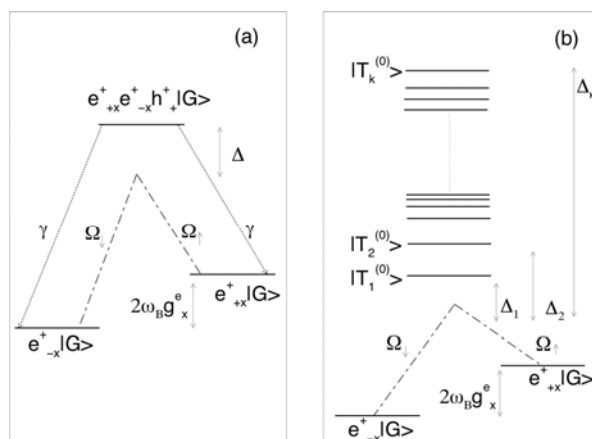 (a)
e⁺₊ₓe⁺₋ₓh⁺₊|G>
Δ
γ
Ω↓
Ω↑
γ
2ω_Bg^e_x
e⁺₊ₓ|G>
e⁺₋ₓ|G>
(b)
|T_k^(0)>
Δ_k
|T_2^(0)>
|T_1^(0)>
Δ_1
Δ_2
Ω↓
Ω↑
e⁺₊ₓ|G>
2ω_Bg^e_x
e⁺₋ₓ|G>